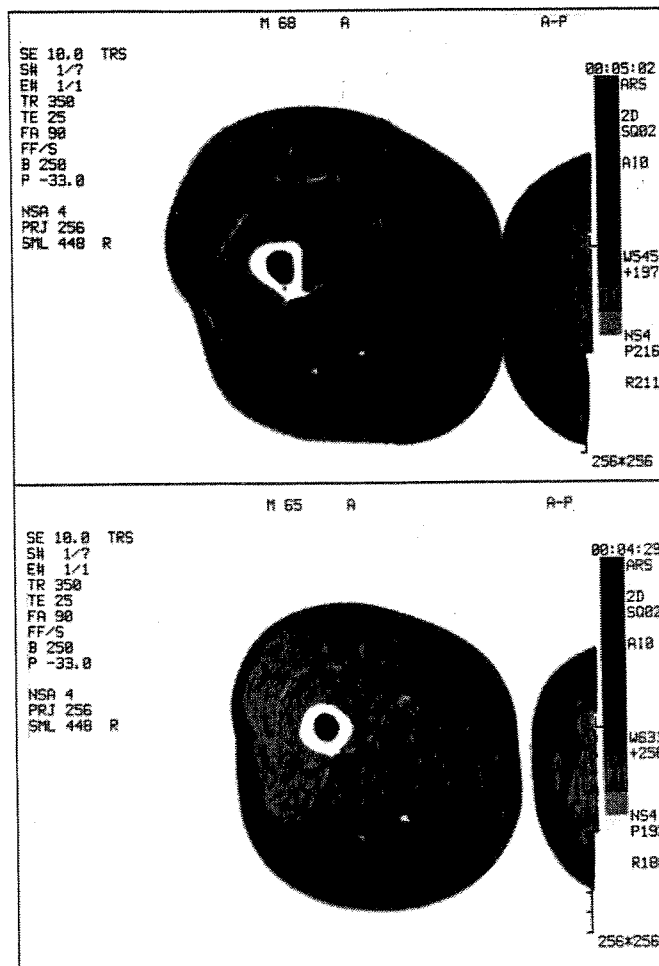 M 68 A A-P
SE 10.0 TRS
S# 1/?
E# 1/1
TR 350
TE 25
FA 90
FF/S
B 250
P -33.0
NSA 4
PRJ 256
SML 448 R
00:05:02
ARS
2D
SQ02
A10
W545
+197
NS4
P216
R211
256*256
M 65 A A-P
SE 10.0 TRS
S# 1/?
E# 1/1
TR 350
TE 25
FA 90
FF/S
B 250
P -33.0
NSA 4
PRJ 256
SML 448 R
00:04:29
ARS
2D
SQ02
A10
+250
NS4
256*256